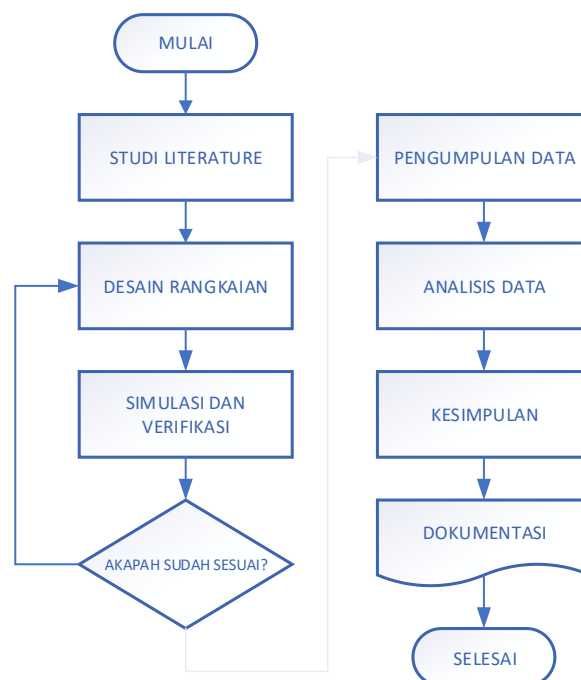 MULAI
STUDI LITERATURE
DESAIN RANGKAIAN
SIMULASI DAN
VERIFIKASI
AKAPAH SUDAH SESUAI?
PENGUMPULAN DATA
ANALISIS DATA
KESIMPULAN
DOKUMENTASI
SELESAI